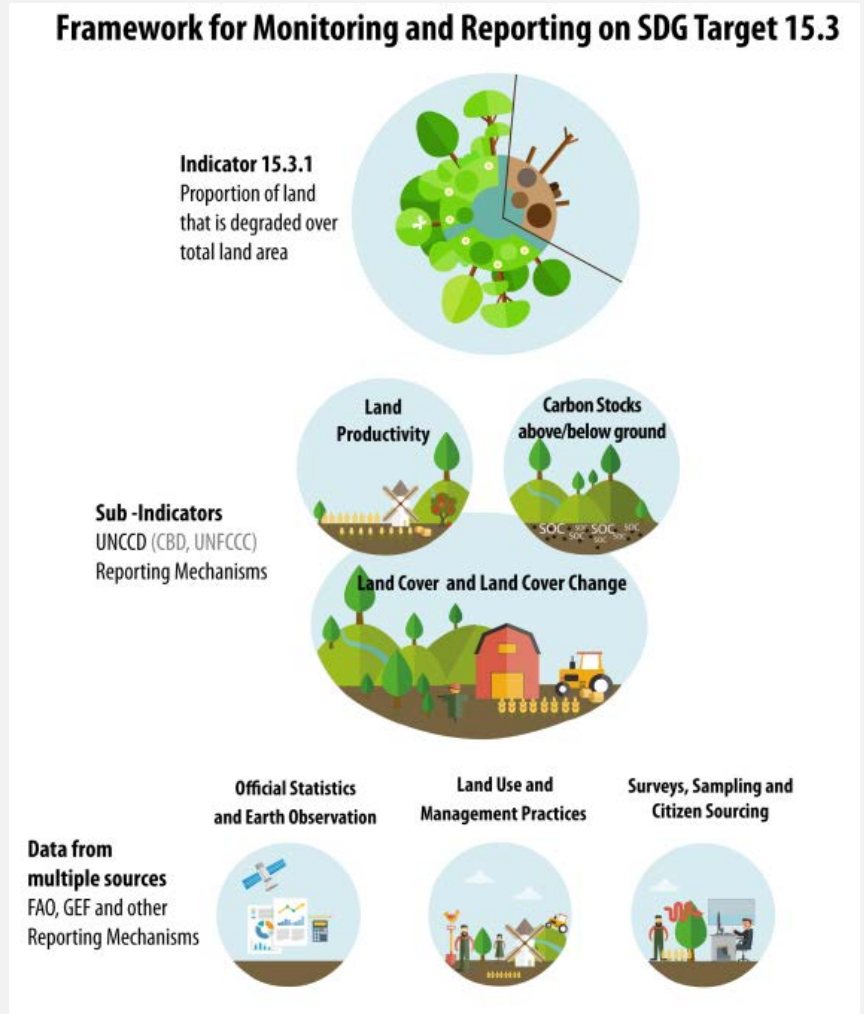 Framework for Monitoring and Reporting on SDG Target 15.3
Indicator 15.3.1
Proportion of land
that is degraded over
total land area
Land
Productivity
Carbon Stocks
above/below ground
SOC SOC SOC SOC
SOC SOC SOC
Sub -Indicators
UNCCD (CBD, UNFCCC)
Reporting Mechanisms
Land Cover and Land Cover Change
Official Statistics
and Earth Observation
Land Use and
Management Practices
Surveys, Sampling and
Citizen Sourcing
Data from
multiple sources
FAO, GEF and other
Reporting Mechanisms